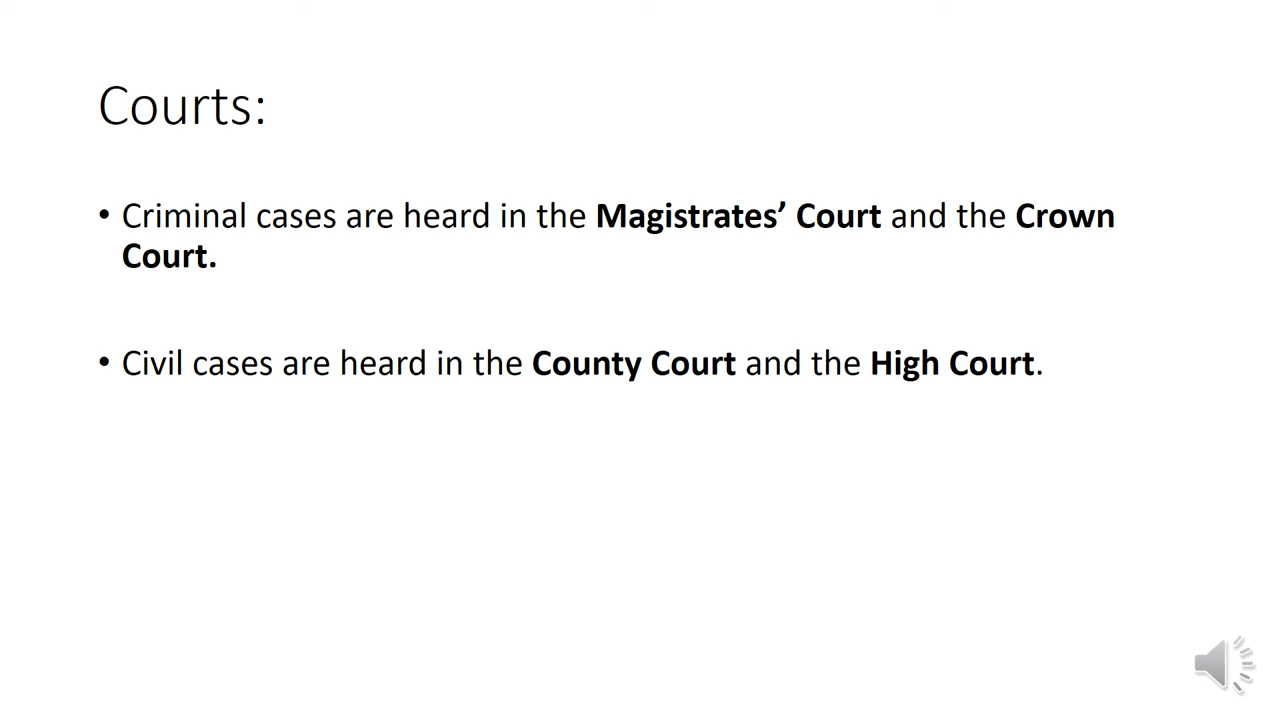 Courts:
• Criminal cases are heard in the Magistrates’ Court and the Crown
Court.
• Civil cases are heard in the County Court and the High Court.